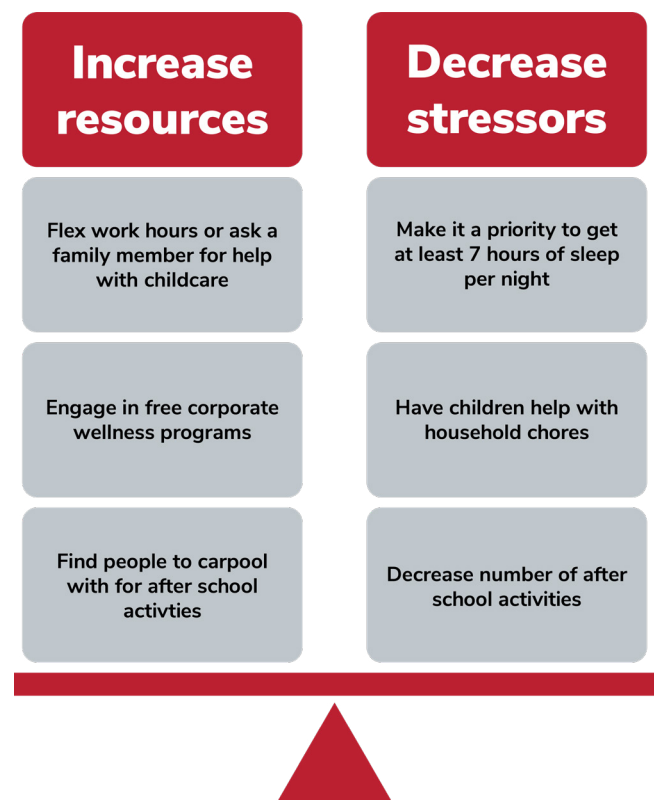 Increase
resources
Flex work hours or ask a
family member for help
with childcare
Engage in free corporate
wellness programs
Find people to carpool
with for after school
activties
Decrease
stressors
Make it a priority to get
at least 7 hours of sleep
per night
Have children help with
household chores
Decrease number of after
school activities